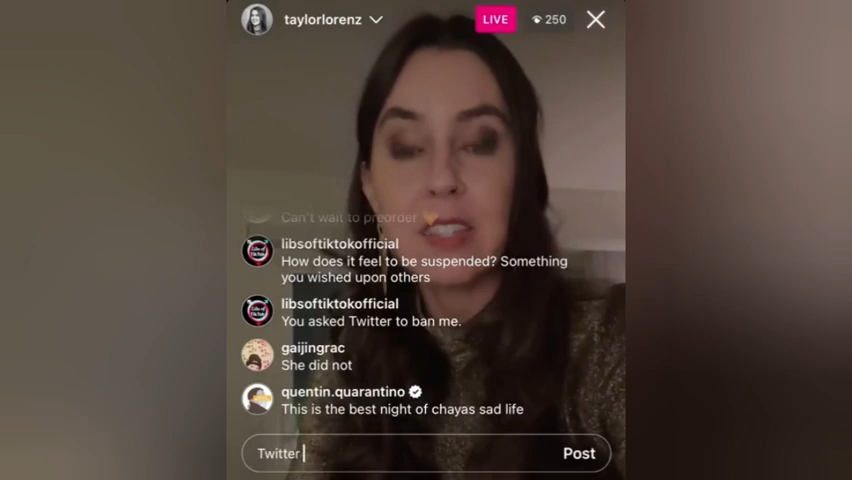 taylorlorenz
LIVE
250
Can't wait to preorder 🧡
libsoftiktokofficial
How does it feel to be suspended? Something
you wished upon others
libsoftiktokofficial
You asked Twitter to ban me.
gaijingrac
She did not
quentin.quarantino
This is the best night of chayas sad life
Twitter
Post